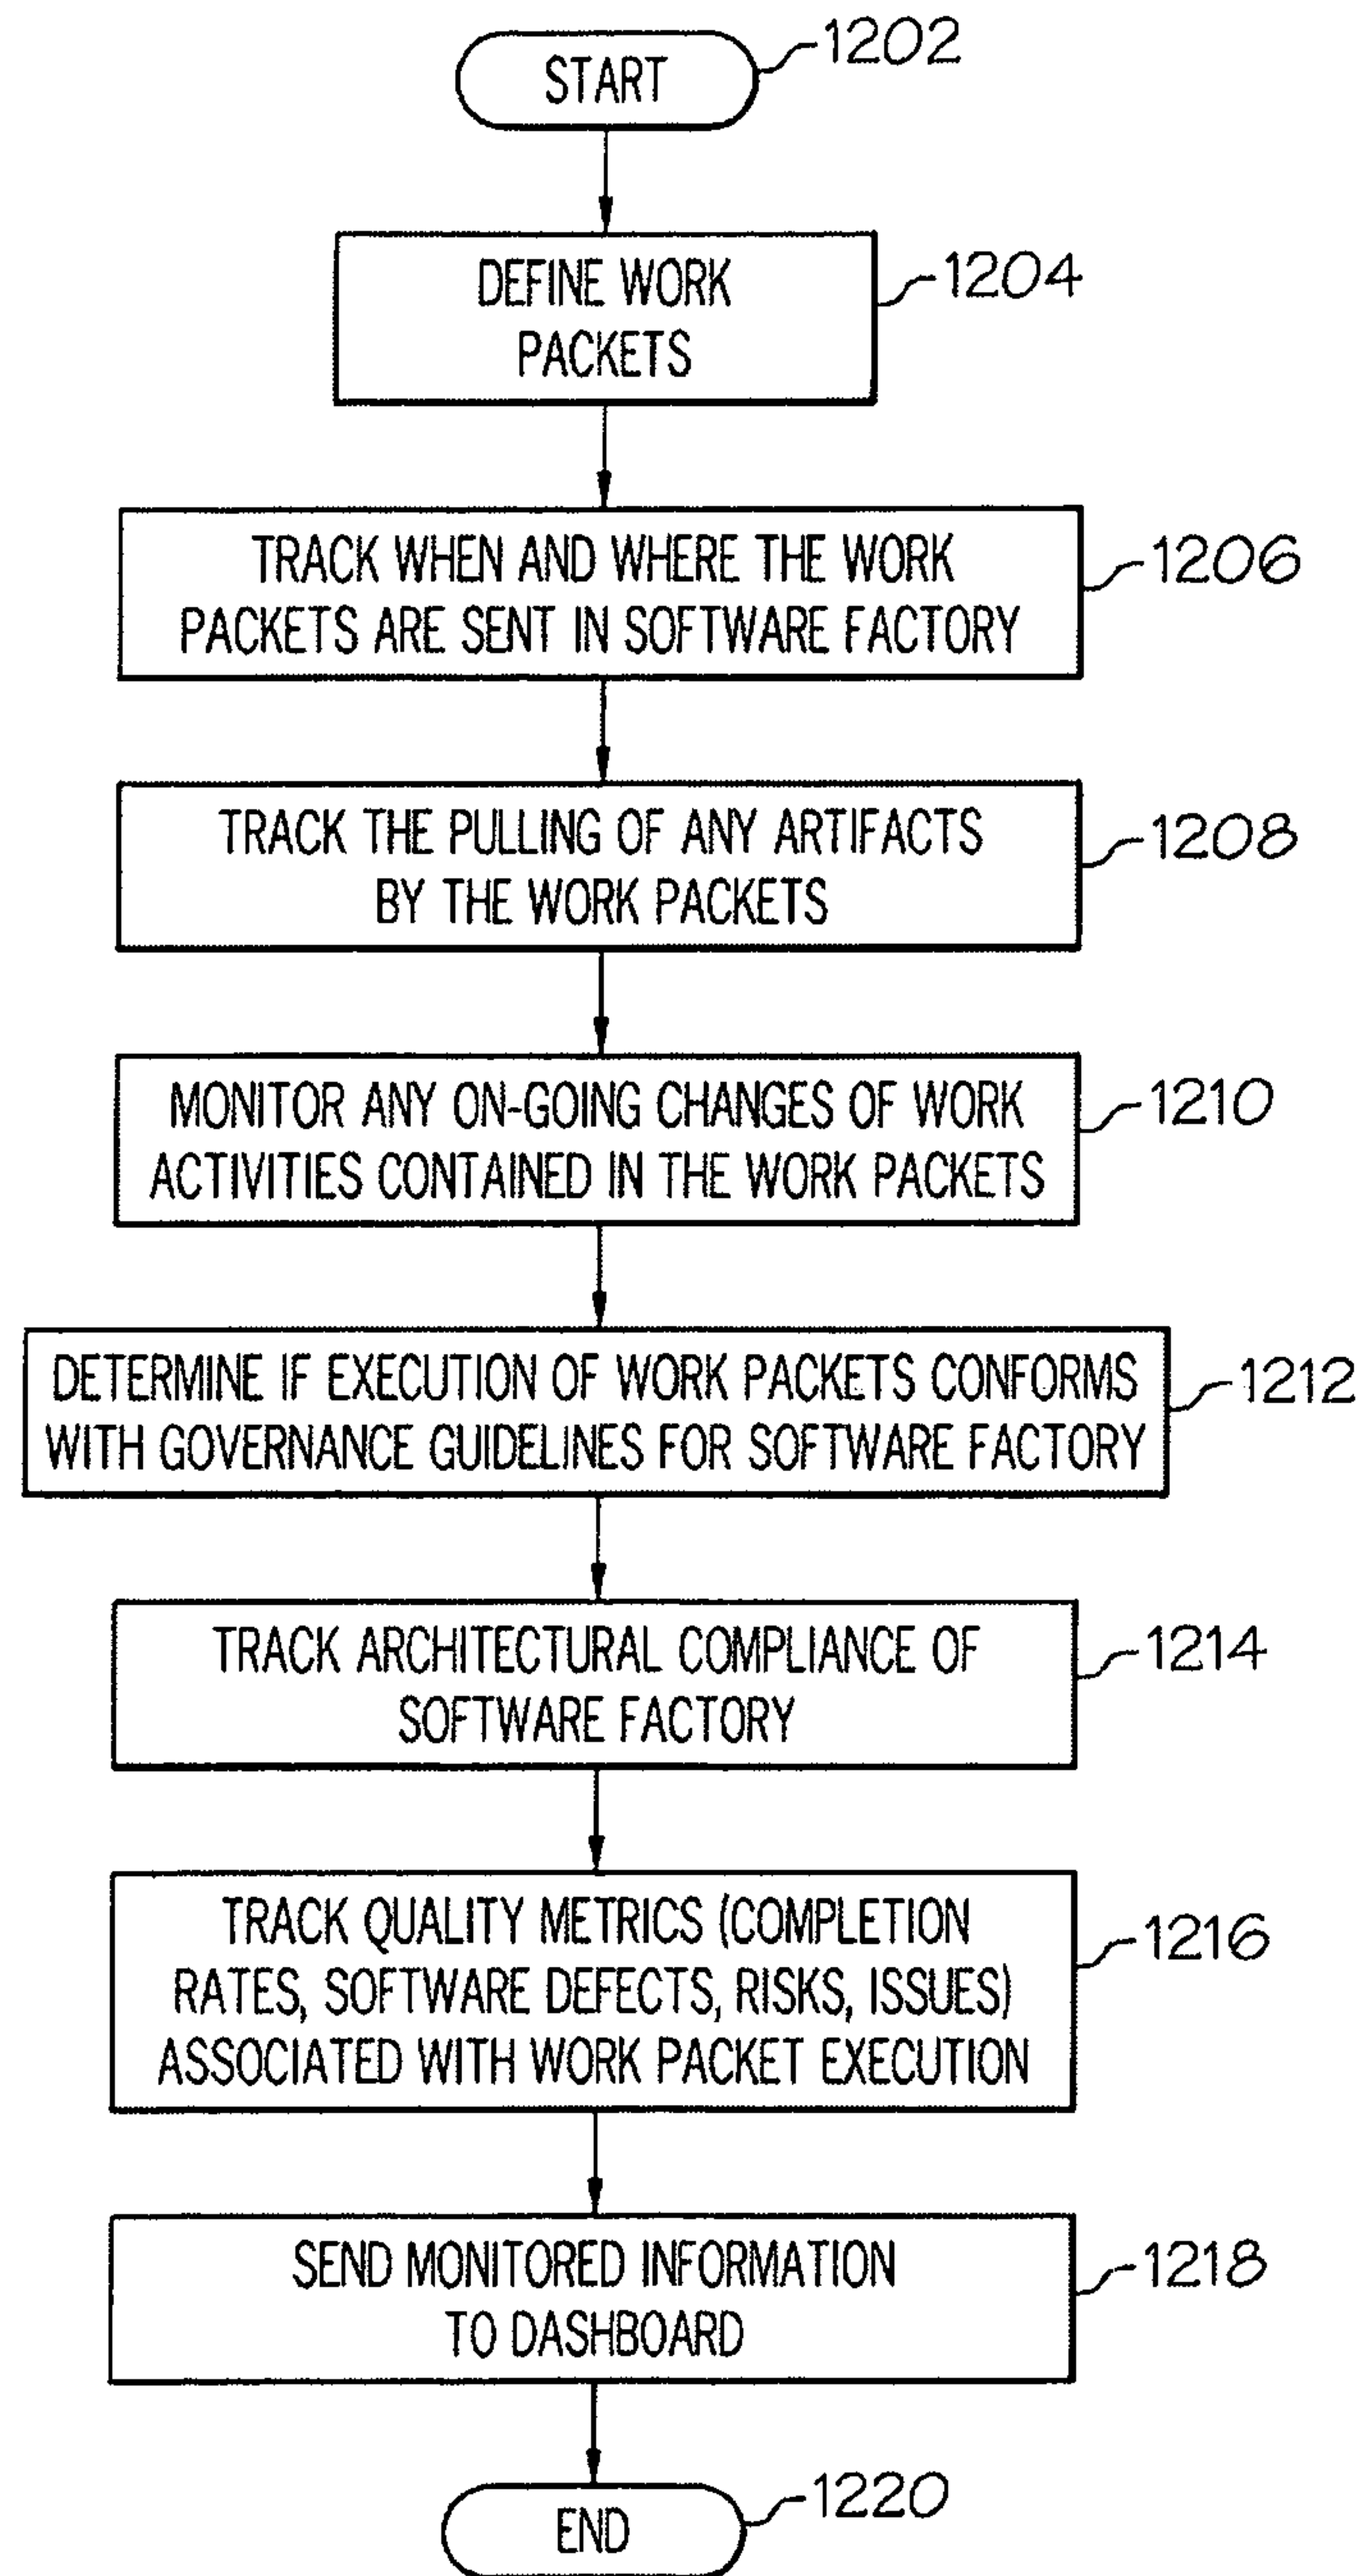 START
1202
DEFINE WORK
PACKETS
1204
TRACK WHEN AND WHERE THE WORK
PACKETS ARE SENT IN SOFTWARE FACTORY
1206
TRACK THE PULLING OF ANY ARTIFACTS
BY THE WORK PACKETS
1208
MONITOR ANY ON-GOING CHANGES OF WORK
ACTIVITIES CONTAINED IN THE WORK PACKETS
1210
DETERMINE IF EXECUTION OF WORK PACKETS CONFORMS
WITH GOVERNANCE GUIDELINES FOR SOFTWARE FACTORY
1212
TRACK ARCHITECTURAL COMPLIANCE OF
SOFTWARE FACTORY
1214
TRACK QUALITY METRICS (COMPLETION
RATES, SOFTWARE DEFECTS, RISKS, ISSUES)
ASSOCIATED WITH WORK PACKET EXECUTION
1216
SEND MONITORED INFORMATION
TO DASHBOARD
1218
END
1220